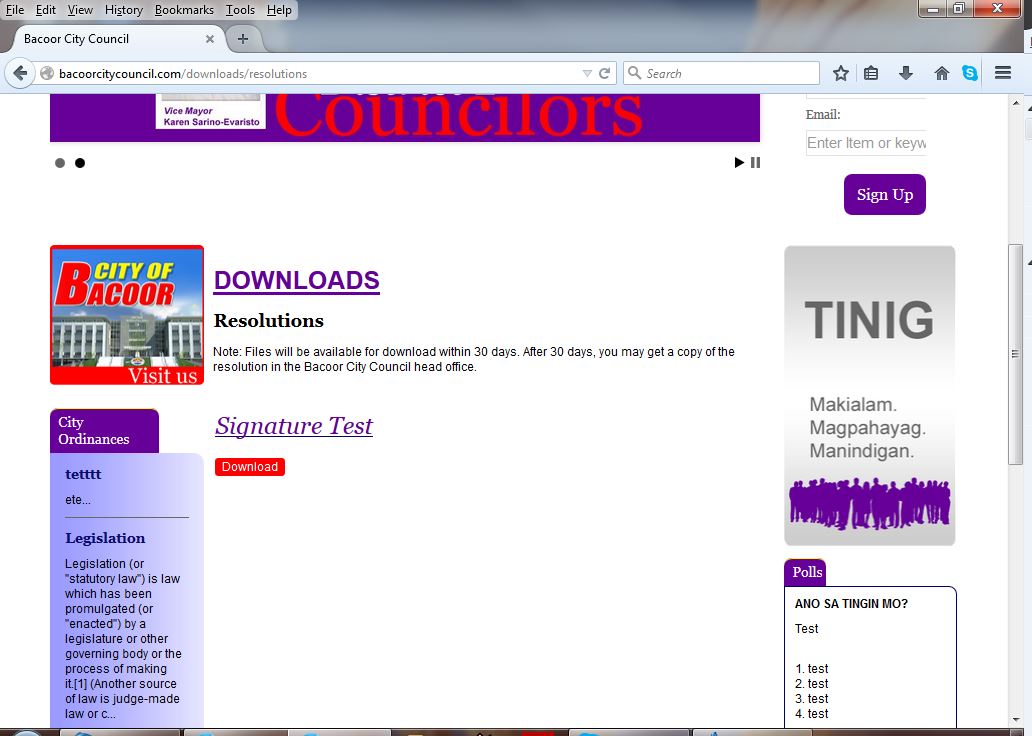 File Edit View History Bookmarks Tools Help
Bacoor City Council
bacoorcitycouncil.com/downloads/resolutions
Search
Vice Mayor
Karen Sarino-Evaristo
Councilors
Email:
Enter Item or keyw
Sign Up
CITY OF
BACOOR
Visit us
DOWNLOADS
Resolutions
Note: Files will be available for download within 30 days. After 30 days, you may get a copy of the
resolution in the Bacoor City Council head office.
Signature Test
Download
City
Ordinances
tetttt
ete...
Legislation
Legislation (or
"statutory law") is law
which has been
promulgated (or
"enacted") by a
legislature or other
governing body or the
process of making
it.[1] (Another source
of law is judge-made
law or c...
TINIG
Makialam.
Magpahayag.
Manindigan.
Polls
ANO SA TINGIN MO?
Test
1. test
2. test
3. test
4. test